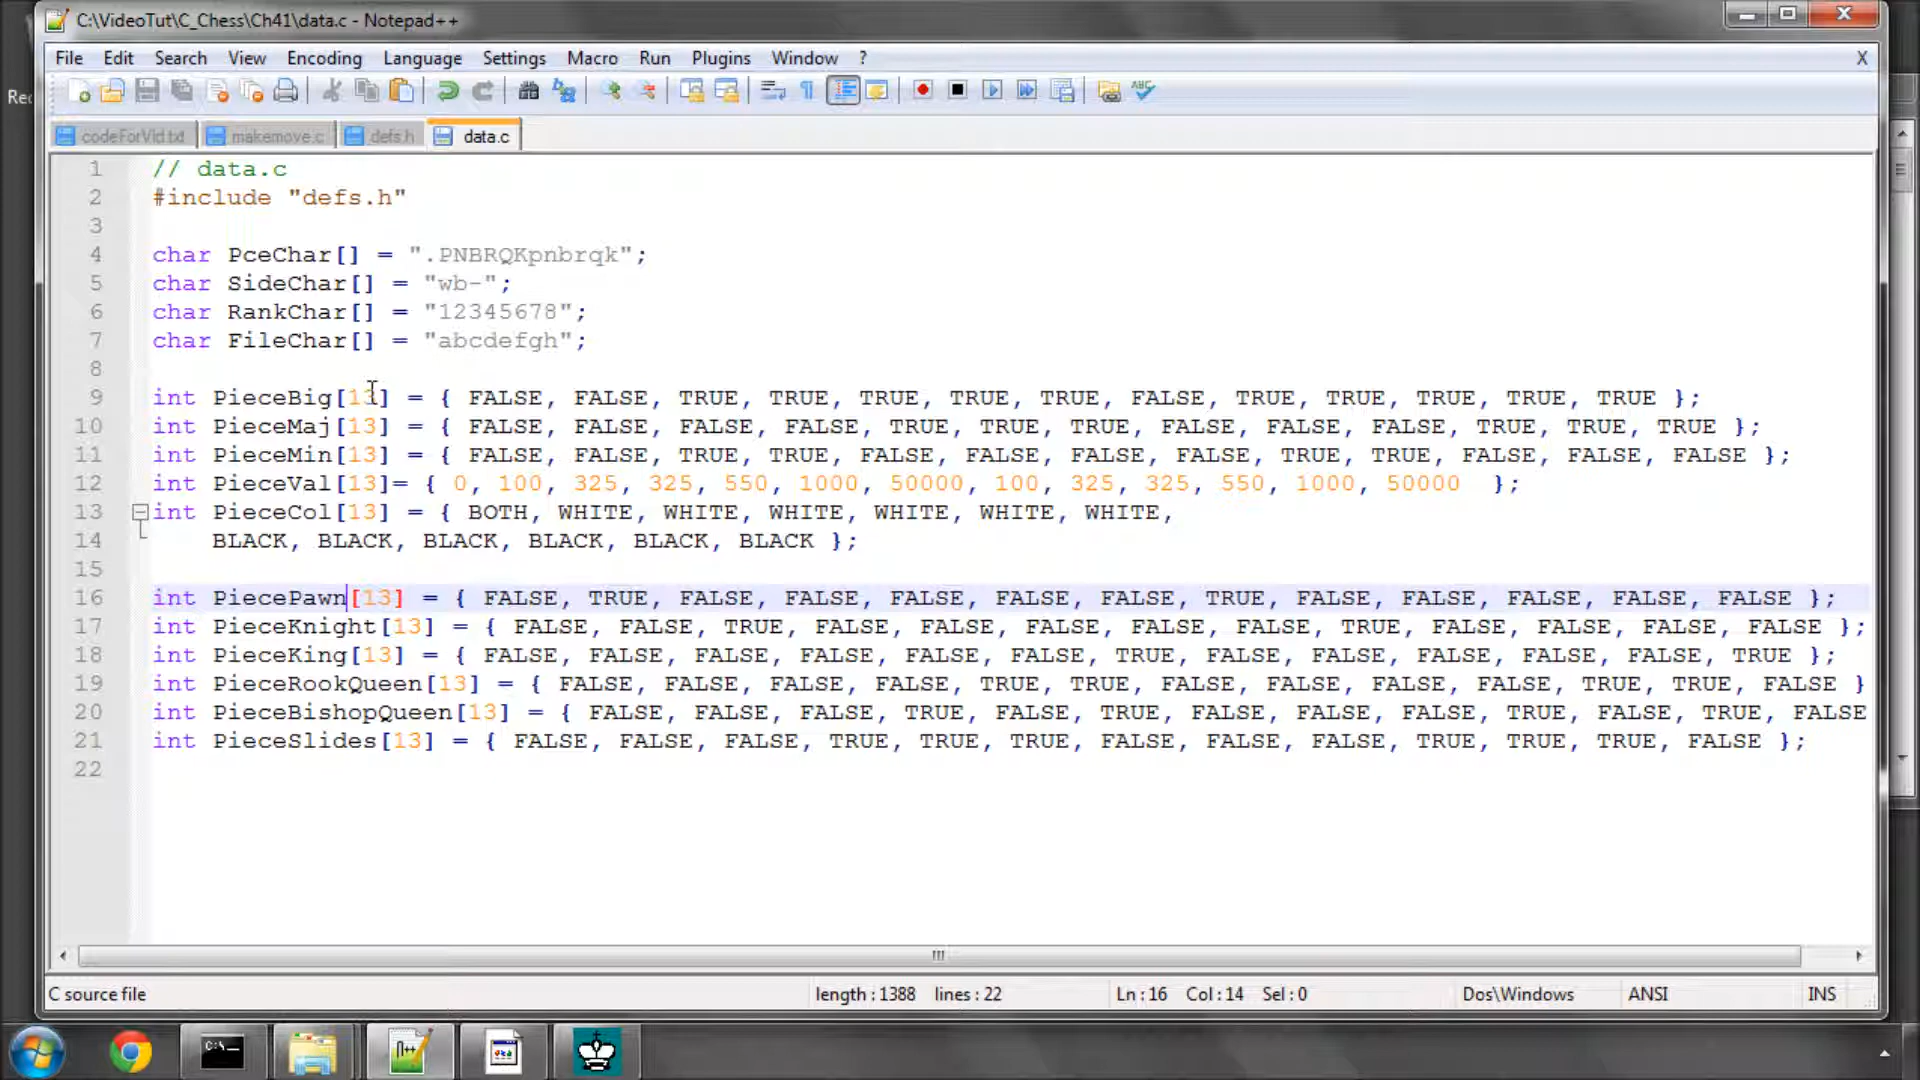 C:\VideoTut\C_Chess\Ch41\data.c - Notepad++
File Edit Search View Encoding Language Settings Macro Run Plugins Window ? X
codeForVid.txt makemove.c defs.h data.c
1 // data.c
2 #include "defs.h"
3
4 char PceChar[] = ".PNBRQKpnbrqk";
5 char SideChar[] = "wb-";
6 char RankChar[] = "12345678";
7 char FileChar[] = "abcdefgh";
8
9 int PieceBig[13] = { FALSE, FALSE, TRUE, TRUE, TRUE, TRUE, TRUE, FALSE, TRUE, TRUE, TRUE, TRUE, TRUE };
10 int PieceMaj[13] = { FALSE, FALSE, FALSE, FALSE, TRUE, TRUE, TRUE, FALSE, FALSE, FALSE, TRUE, TRUE, TRUE };
11 int PieceMin[13] = { FALSE, FALSE, TRUE, TRUE, FALSE, FALSE, FALSE, FALSE, TRUE, TRUE, FALSE, FALSE, FALSE };
12 int PieceVal[13]= { 0, 100, 325, 325, 550, 1000, 50000, 100, 325, 325, 550, 1000, 50000 };
13 int PieceCol[13] = { BOTH, WHITE, WHITE, WHITE, WHITE, WHITE, WHITE,
14 BLACK, BLACK, BLACK, BLACK, BLACK, BLACK };
15
16 int PiecePawn[13] = { FALSE, TRUE, FALSE, FALSE, FALSE, FALSE, FALSE, TRUE, FALSE, FALSE, FALSE, FALSE, FALSE };
17 int PieceKnight[13] = { FALSE, FALSE, TRUE, FALSE, FALSE, FALSE, FALSE, FALSE, TRUE, FALSE, FALSE, FALSE, FALSE };
18 int PieceKing[13] = { FALSE, FALSE, FALSE, FALSE, FALSE, FALSE, TRUE, FALSE, FALSE, FALSE, FALSE, FALSE, TRUE };
19 int PieceRookQueen[13] = { FALSE, FALSE, FALSE, FALSE, TRUE, TRUE, FALSE, FALSE, FALSE, FALSE, TRUE, TRUE, FALSE }
20 int PieceBishopQueen[13] = { FALSE, FALSE, FALSE, TRUE, FALSE, TRUE, FALSE, FALSE, FALSE, TRUE, FALSE, TRUE, FALSE
21 int PieceSlides[13] = { FALSE, FALSE, FALSE, TRUE, TRUE, TRUE, FALSE, FALSE, FALSE, TRUE, TRUE, TRUE, FALSE };
22
C source file length : 1388 lines : 22 Ln : 16 Col : 14 Sel : 0 Dos\Windows ANSI INS